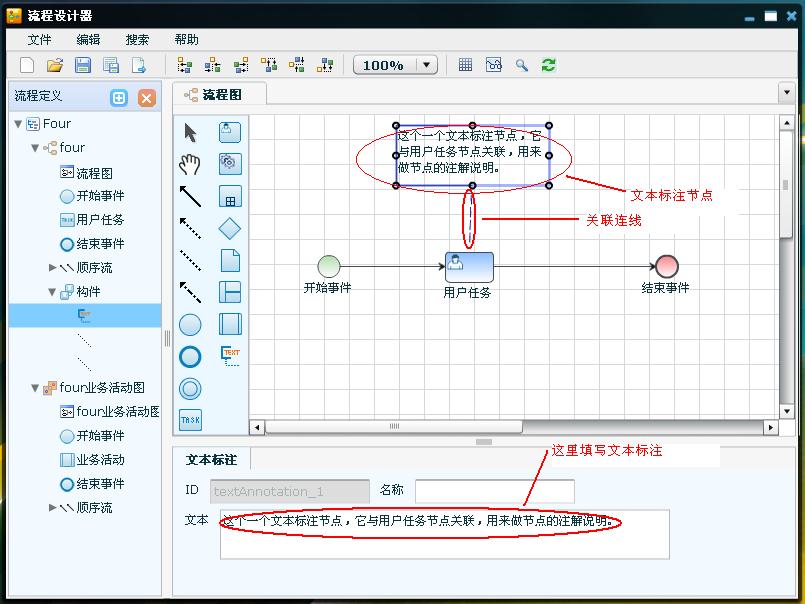 流程设计器
文件 编辑 搜索 帮助
100%
流程定义
流程图
Four
four
流程图
开始事件
用户任务
结束事件
顺序流
构件
four业务活动图
four业务活动图
开始事件
业务活动
结束事件
顺序流
TEXT
TASK
这个一个文本标注节点，它
与用户任务节点关联，用来
做节点的注解说明。
文本标注节点
关联连线
开始事件
用户任务
结束事件
这里填写文本标注
文本标注
ID textAnnotation_1 名称
文本 这个一个文本标注节点，它与用户任务节点关联，用来做节点的注解说明。